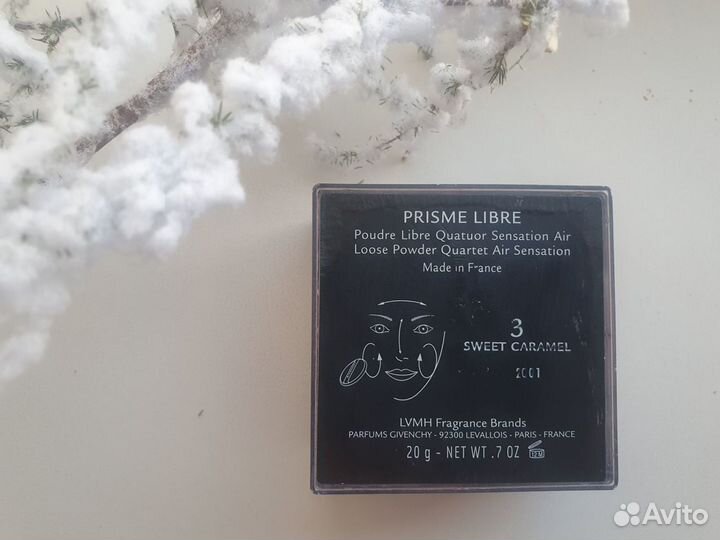 PRISME LIBRE
Poudre Libre Quatuor Sensation Air
Loose Powder Quartet Air Sensation
Made in France
3
SWEET CARAMEL
2001
LVMH Fragrance Brands
PARFUMS GIVENCHY - 92300 LEVALLOIS - PARIS - FRANCE
20 g - NET WT .7 OZ
Avito